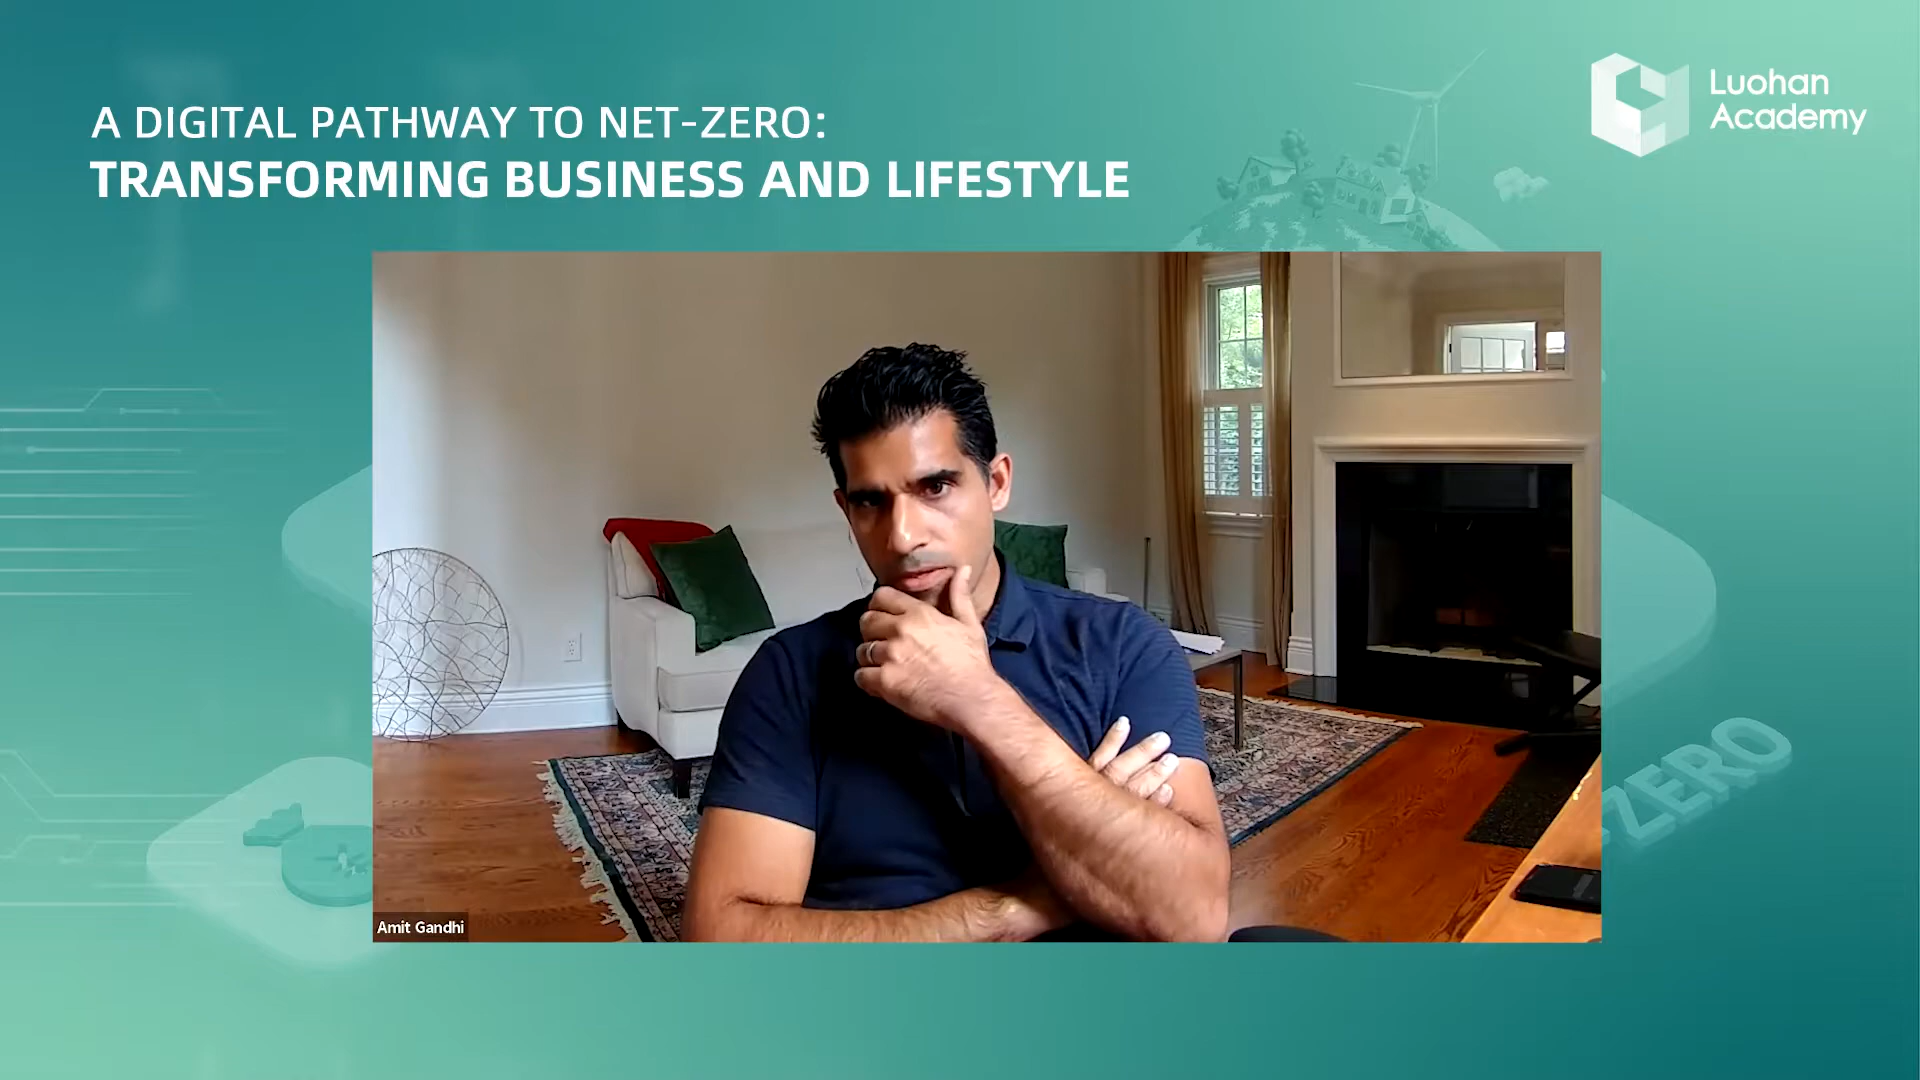 A DIGITAL PATHWAY TO NET-ZERO:
TRANSFORMING BUSINESS AND LIFESTYLE
Luohan
Academy
ZERO
Amit Gandhi